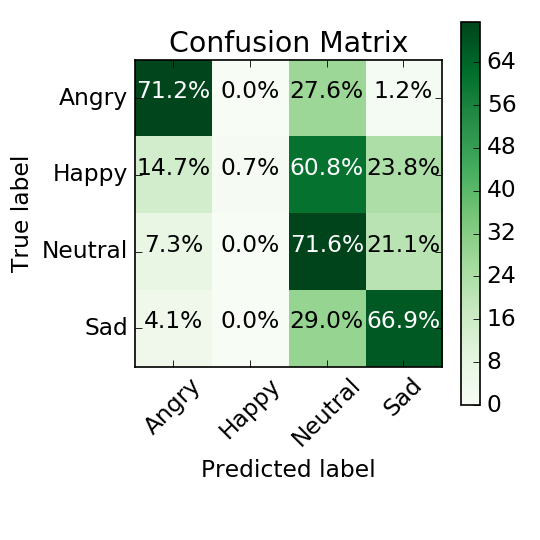 Confusion Matrix
True label
Angry 71.2% 0.0% 27.6% 1.2%
Happy 14.7% 0.7% 60.8% 23.8%
Neutral 7.3% 0.0% 71.6% 21.1%
Sad 4.1% 0.0% 29.0% 66.9%
Angry Happy Neutral Sad
Predicted label
64
56
48
40
32
24
16
8
0